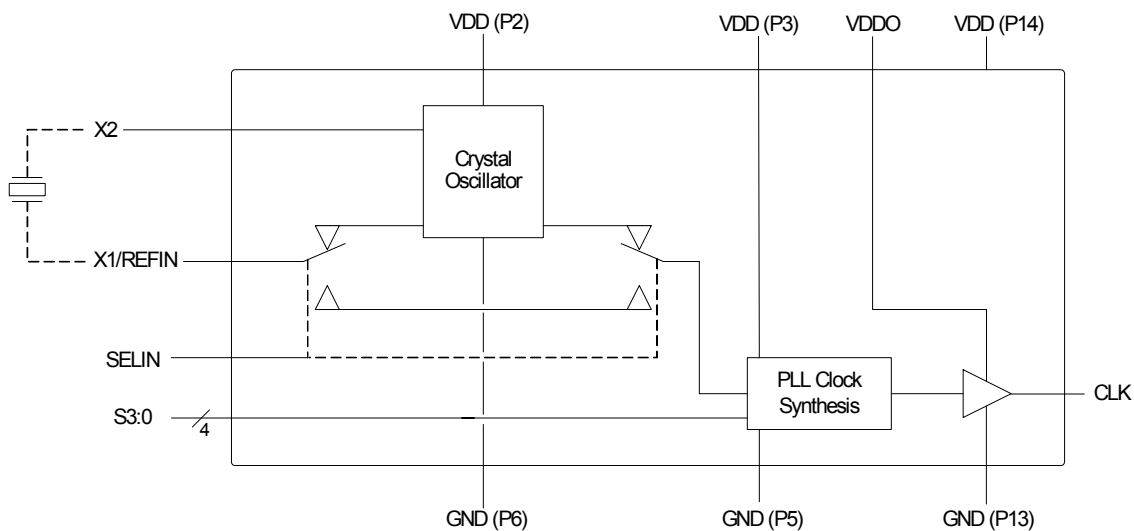 VDD (P2)
VDD (P3)
VDDO
VDD (P14)
X2
Crystal
Oscillator
X1/REFIN
SELIN
PLL Clock
Synthesis
CLK
S3:0
4
GND (P6)
GND (P5)
GND (P13)